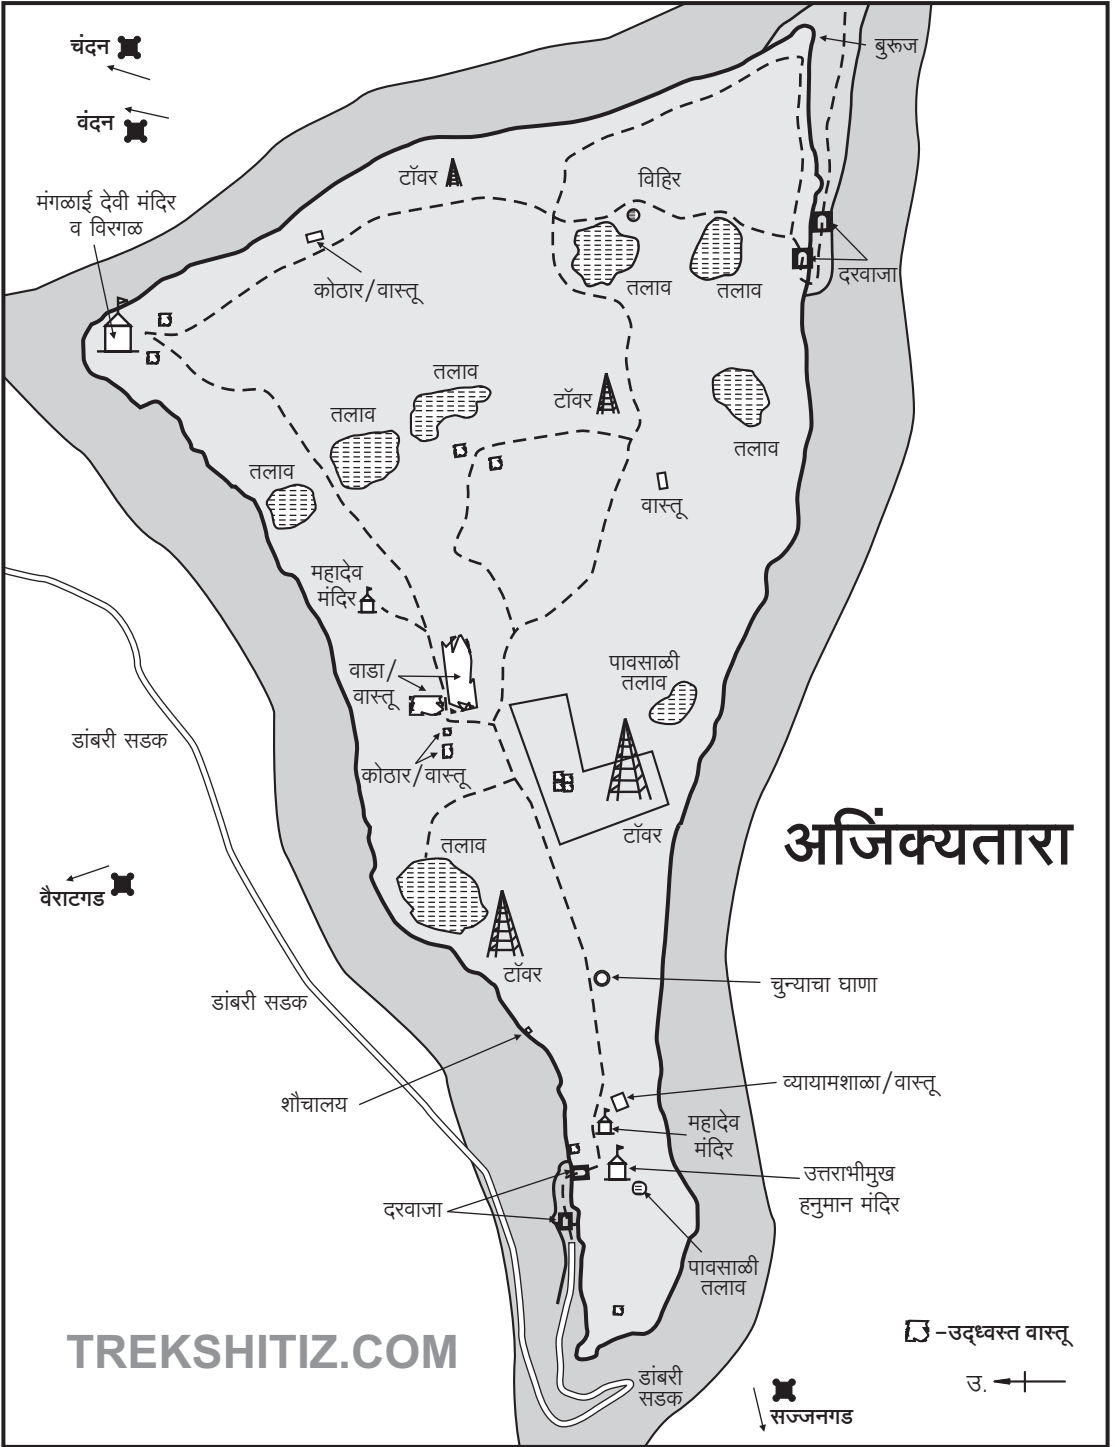 चंदन
बुरूज
वंदन
टॉवर
विहिर
मंगळाई देवी मंदिर
व विरगळ
दरवाजा
कोठार/वास्तू
तलाव
तलाव
तलाव
टॉवर
तलाव
तलाव
तलाव
वास्तू
महादेव
मंदिर
पावसाळी
तलाव
वाडा/
वास्तू
डांबरी सडक
कोठार/वास्तू
टॉवर
अजिंक्यतारा
तलाव
वैराटगड
टॉवर
चुन्याचा घाणा
डांबरी सडक
व्यायामशाळा/वास्तू
शौचालय
महादेव
मंदिर
उत्तराभीमुख
हनुमान मंदिर
दरवाजा
पावसाळी
तलाव
TREKSHITIZ.COM
-उद्ध्वस्त वास्तू
उ.
डांबरी
सडक
सज्जनगड